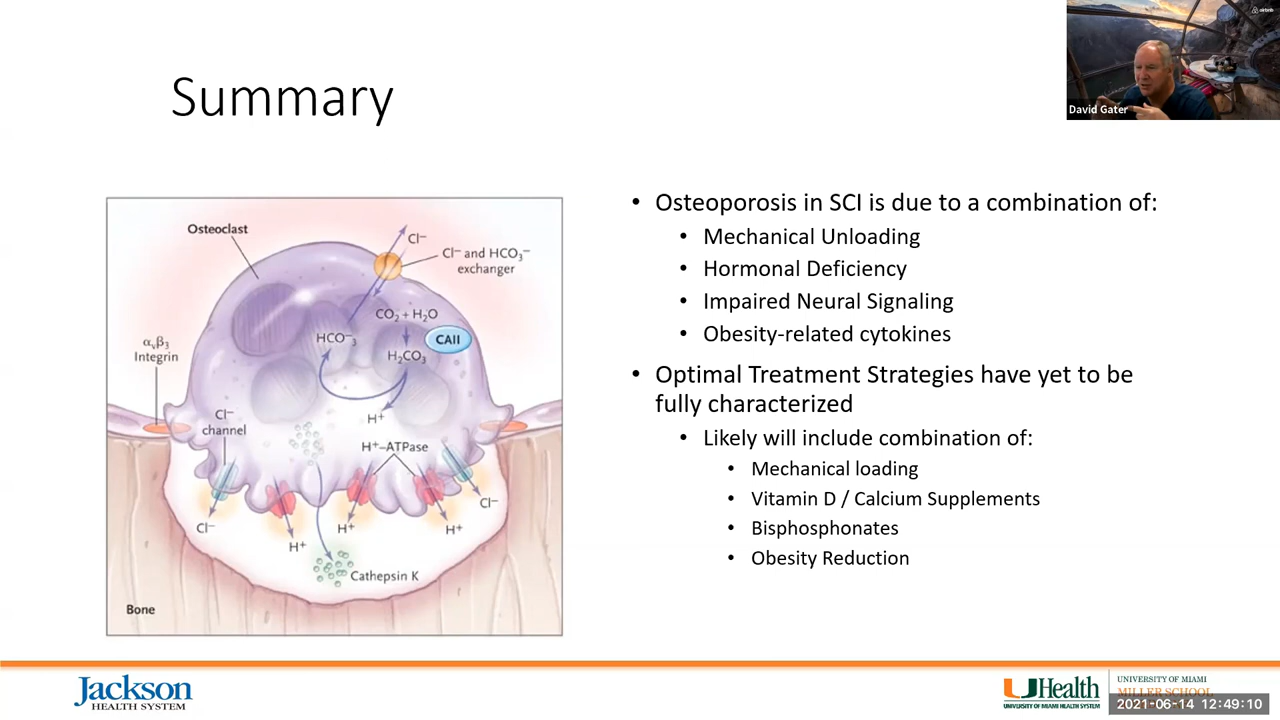 airbnb
David Gater
Summary
Osteoclast
Cl⁻
Cl⁻ and HCO₃⁻
exchanger
CO₂ + H₂O
HCO⁻₃
CAII
H₂CO₃
αᵥβ₃
Integrin
H⁺
Cl⁻
channel
H⁺–ATPase
Cl⁻
Cl⁻
H⁺
H⁺
H⁺
Cathepsin K
Bone
• Osteoporosis in SCI is due to a combination of:
• Mechanical Unloading
• Hormonal Deficiency
• Impaired Neural Signaling
• Obesity-related cytokines
• Optimal Treatment Strategies have yet to be
fully characterized
• Likely will include combination of:
• Mechanical loading
• Vitamin D / Calcium Supplements
• Bisphosphonates
• Obesity Reduction
Jackson
HEALTH SYSTEM
UHealth
UNIVERSITY OF MIAMI HEALTH SYSTEM
UNIVERSITY OF MIAMI
MILLER SCHOOL
2021-06-14 12:49:10